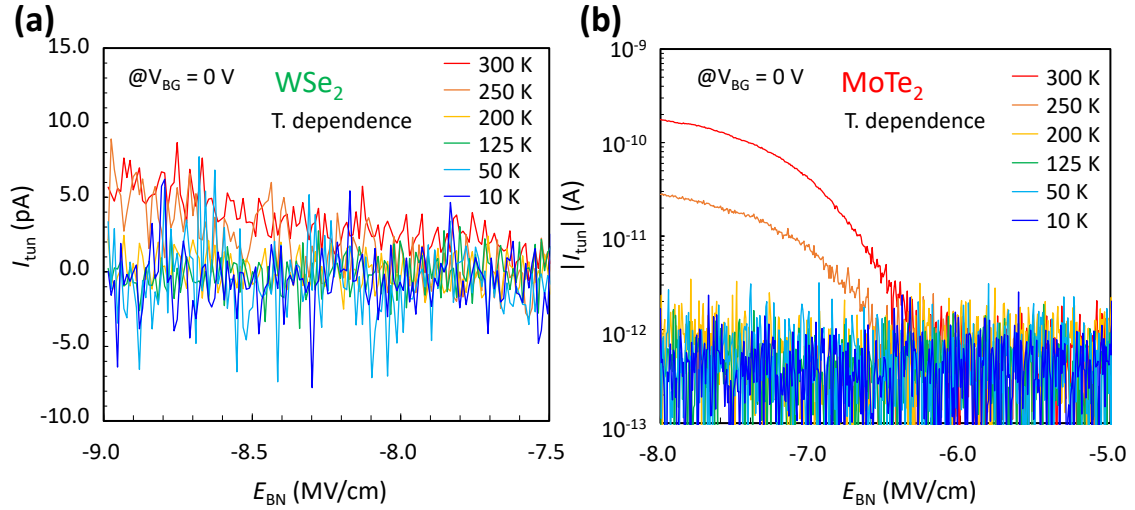 (a)
15.0
10.0
5.0
0.0
-5.0
-10.0
I_tun (pA)
@V_BG = 0 V
WSe₂
T. dependence
300 K
250 K
200 K
125 K
50 K
10 K
-9.0 -8.5 -8.0 -7.5
E_BN (MV/cm)
(b)
10⁻⁹
10⁻¹⁰
10⁻¹¹
10⁻¹²
10⁻¹³
|I_tun| (A)
@V_BG = 0 V
MoTe₂
T. dependence
300 K
250 K
200 K
125 K
50 K
10 K
-8.0 -7.0 -6.0 -5.0
E_BN (MV/cm)